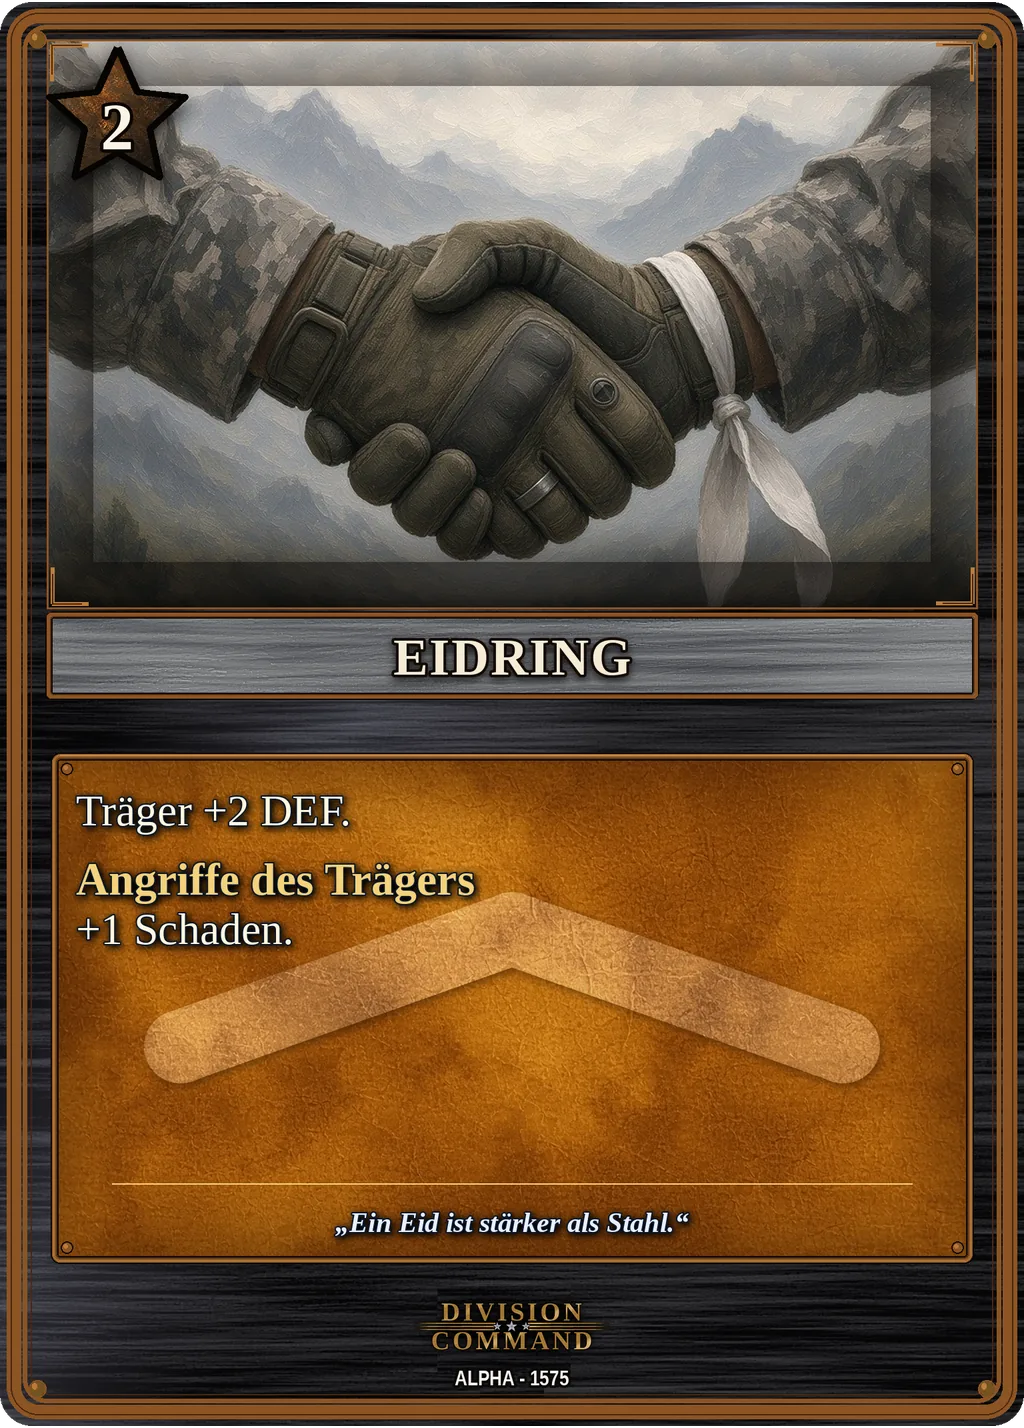 2
EIDRING
Träger +2 DEF.
Angriffe des Trägers
+1 Schaden.
„Ein Eid ist stärker als Stahl.“
DIVISION
COMMAND
ALPHA - 1575